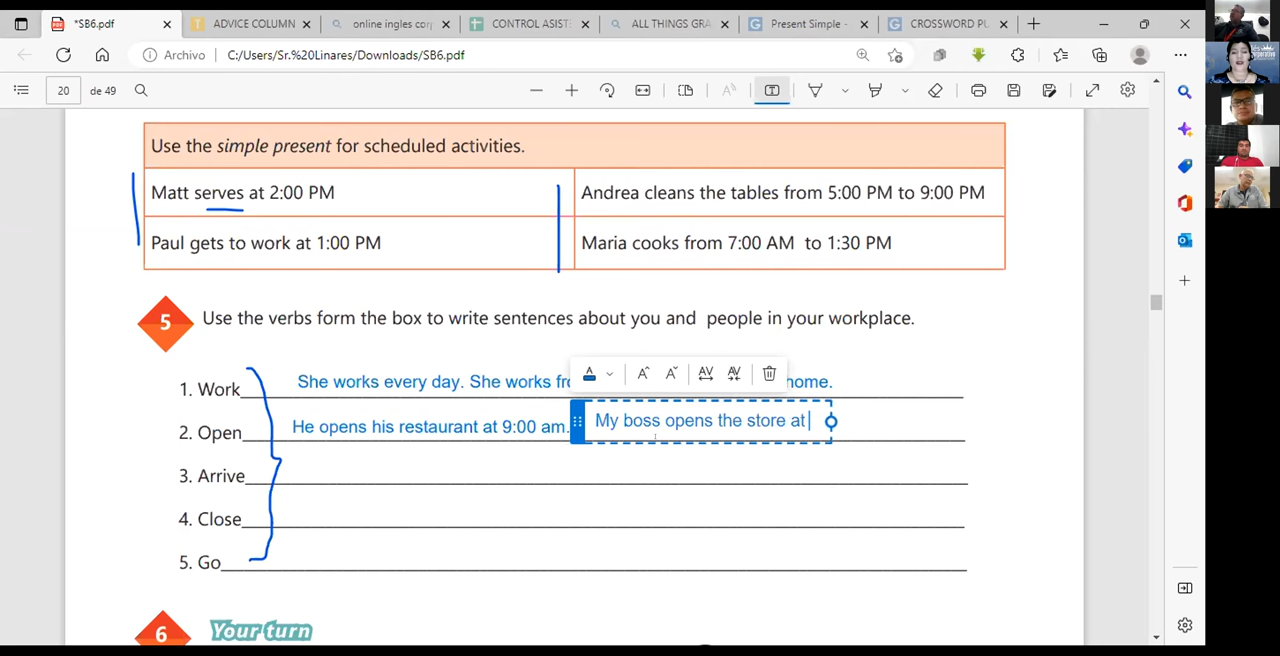 *SB6.pdf
ADVICE COLUMN
online ingles cor
CONTROL ASIST
ALL THINGS GRA
Present Simple -
CROSSWORD PU
Archivo
C:/Users/Sr.%20Linares/Downloads/SB6.pdf
20 de 49
Use the simple present for scheduled activities.
Matt serves at 2:00 PM
Andrea cleans the tables from 5:00 PM to 9:00 PM
Paul gets to work at 1:00 PM
Maria cooks from 7:00 AM to 1:30 PM
5 Use the verbs form the box to write sentences about you and people in your workplace.
1. Work She works every day. She works fr home.
2. Open He opens his restaurant at 9:00 am. My boss opens the store at
3. Arrive
4. Close
5. Go
6 Your turn